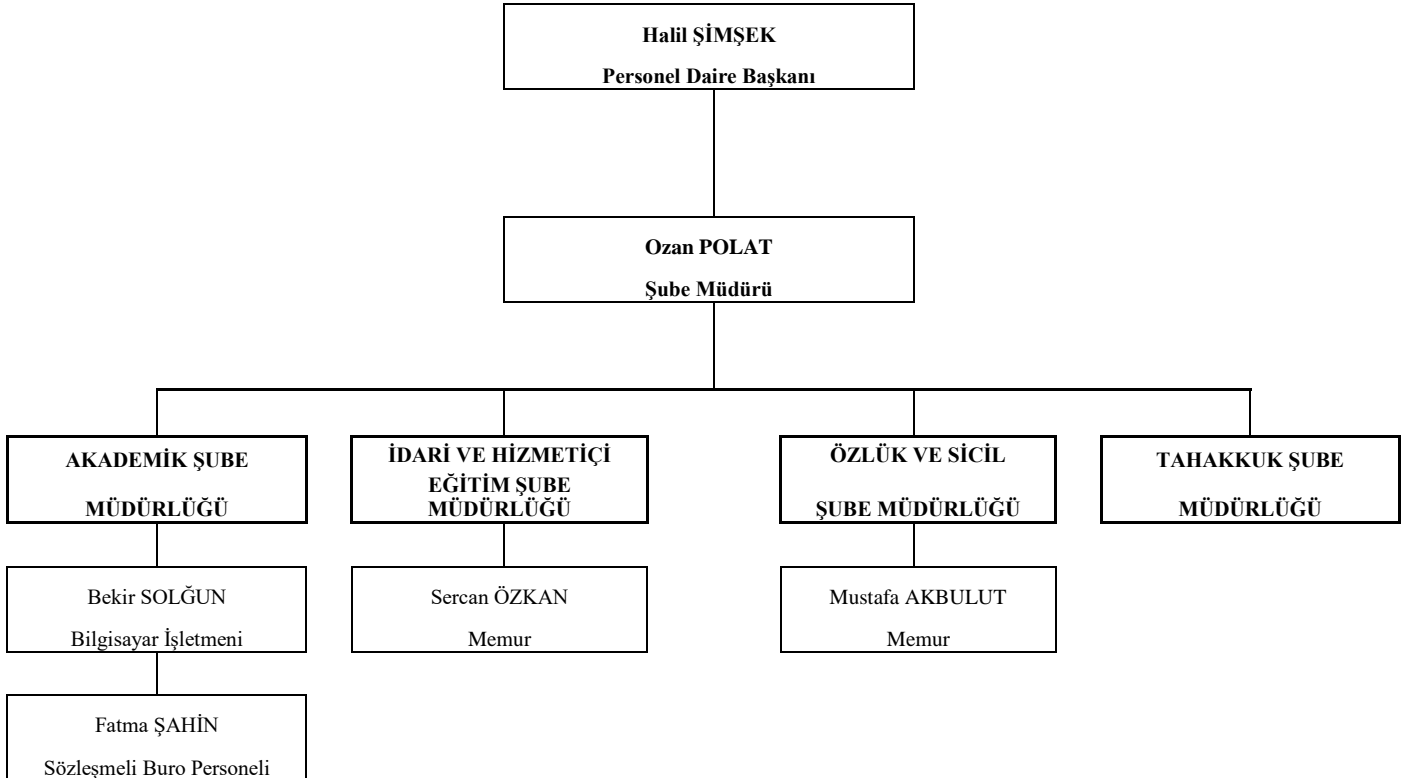 Halil ŞİMŞEK
Personel Daire Başkanı
Ozan POLAT
Şube Müdürü
AKADEMİK ŞUBE
MÜDÜRLÜĞÜ
İDARİ VE HİZMETİÇİ
EĞİTİM ŞUBE
MÜDÜRLÜĞÜ
ÖZLÜK VE SİCİL
ŞUBE MÜDÜRLÜĞÜ
TAHAKKUK ŞUBE
MÜDÜRLÜĞÜ
Bekir SOLĞUN
Bilgisayar İşletmeni
Sercan ÖZKAN
Memur
Mustafa AKBULUT
Memur
Fatma ŞAHİN
Sözleşmeli Buro Personeli